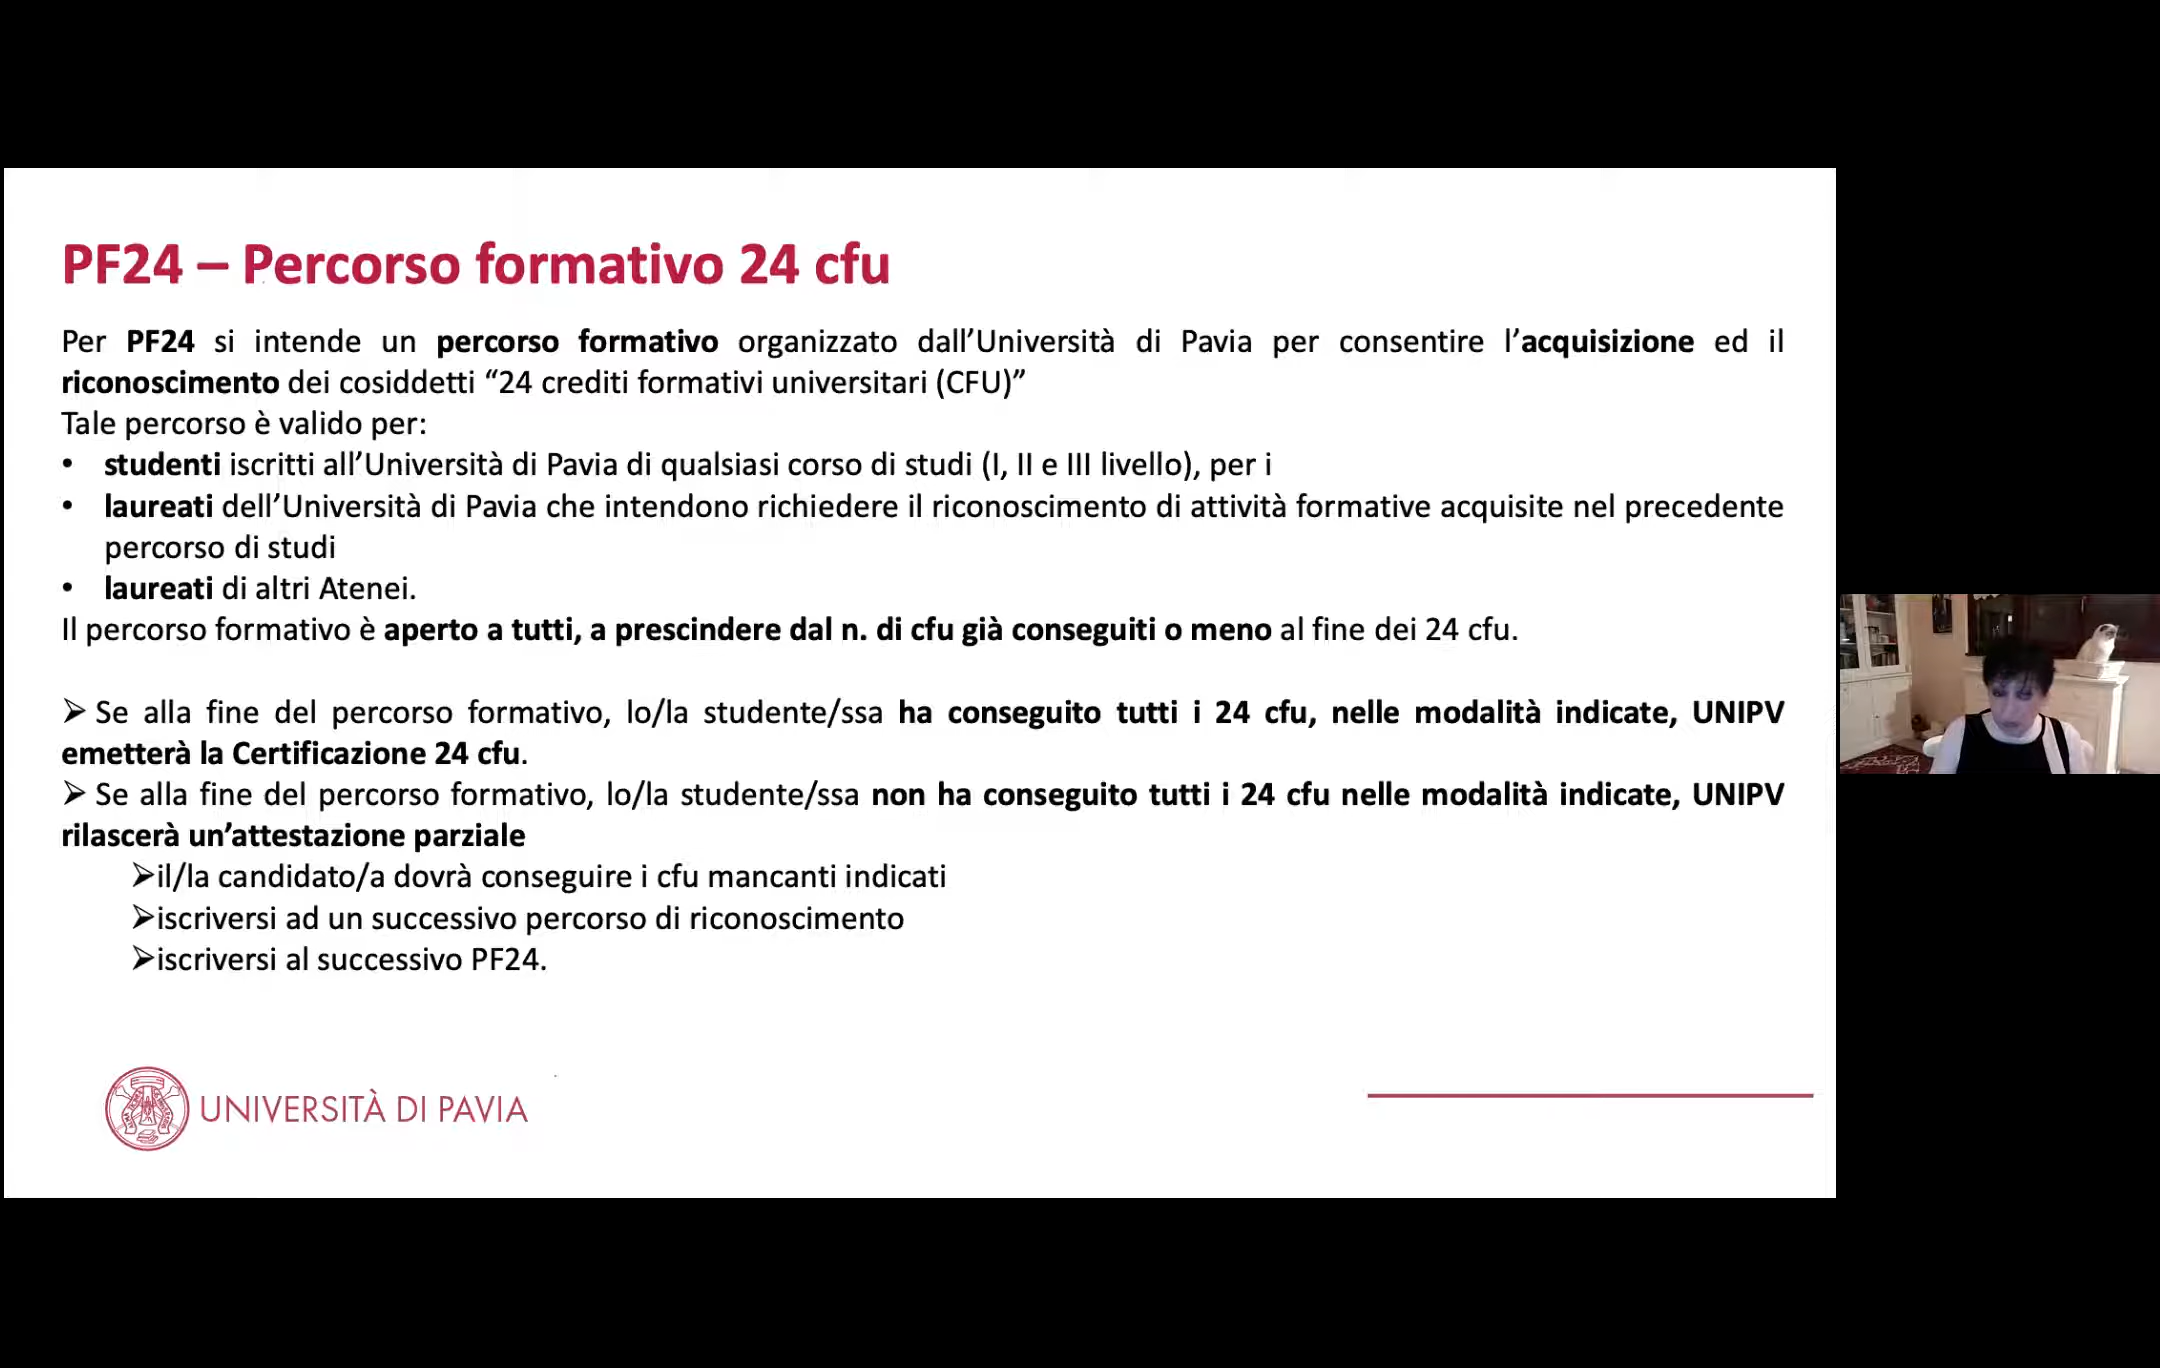 PF24 – Percorso formativo 24 cfu
Per PF24 si intende un percorso formativo organizzato dall’Università di Pavia per consentire l’acquisizione ed il
riconoscimento dei cosiddetti “24 crediti formativi universitari (CFU)”
Tale percorso è valido per:
• studenti iscritti all’Università di Pavia di qualsiasi corso di studi (I, II e III livello), per i
• laureati dell’Università di Pavia che intendono richiedere il riconoscimento di attività formative acquisite nel precedente
percorso di studi
• laureati di altri Atenei.
Il percorso formativo è aperto a tutti, a prescindere dal n. di cfu già conseguiti o meno al fine dei 24 cfu.
➢ Se alla fine del percorso formativo, lo/la studente/ssa ha conseguito tutti i 24 cfu, nelle modalità indicate, UNIPV
emetterà la Certificazione 24 cfu.
➢ Se alla fine del percorso formativo, lo/la studente/ssa non ha conseguito tutti i 24 cfu nelle modalità indicate, UNIPV
rilascerà un’attestazione parziale
➢il/la candidato/a dovrà conseguire i cfu mancanti indicati
➢iscriversi ad un successivo percorso di riconoscimento
➢iscriversi al successivo PF24.
UNIVERSITÀ DI PAVIA